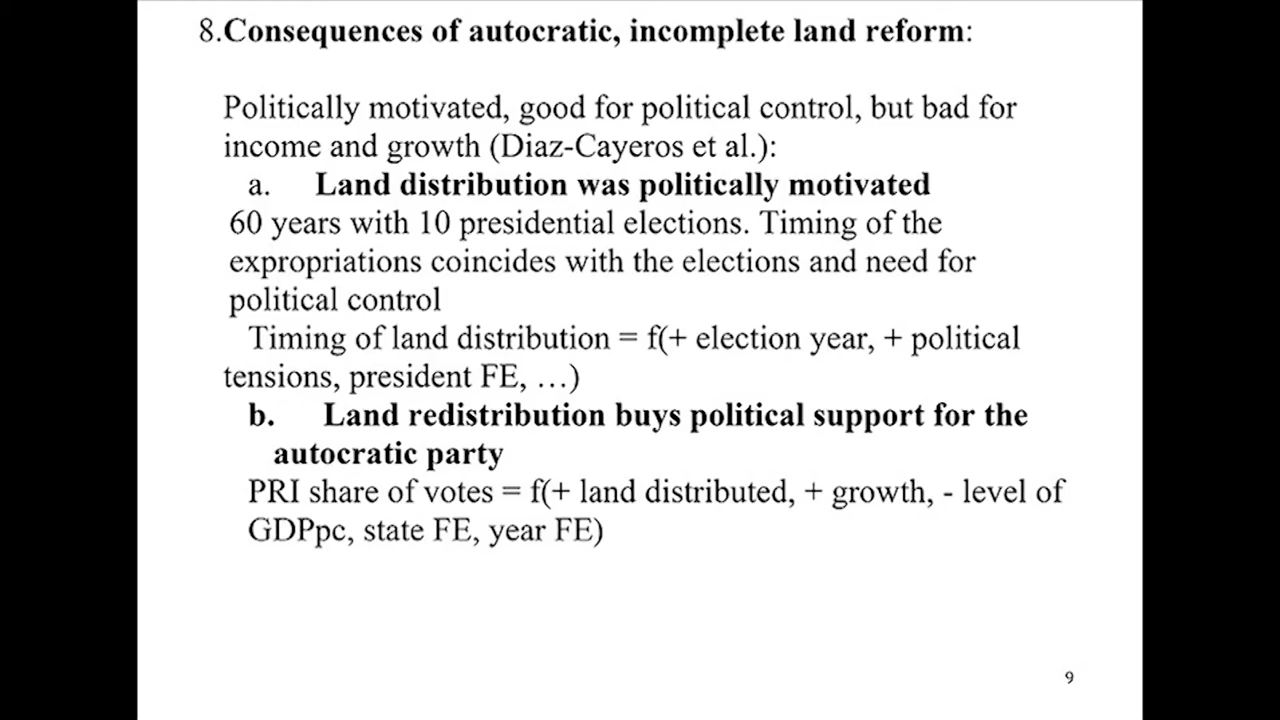 8.Consequences of autocratic, incomplete land reform:
Politically motivated, good for political control, but bad for
income and growth (Diaz-Cayeros et al.):
a. Land distribution was politically motivated
60 years with 10 presidential elections. Timing of the
expropriations coincides with the elections and need for
political control
Timing of land distribution = f(+ election year, + political
tensions, president FE, …)
b. Land redistribution buys political support for the
autocratic party
PRI share of votes = f(+ land distributed, + growth, - level of
GDPpc, state FE, year FE)
9